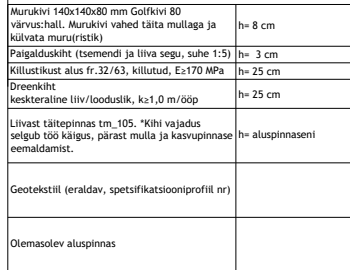 Murukivi 140x140x80 mm Golfkivi 80
värvus:hall. Murukivi vahed täita mullaga ja
külvata muru(ristik)
h= 8 cm
Paigalduskiht (tsemendi ja liiva segu, suhe 1:5)
h= 3 cm
Killustikust alus fr.32/63, killutud, E≥170 MPa
h= 25 cm
Dreenkiht
keskteraline liiv/looduslik, k≥1,0 m/ööp
h= 25 cm
Liivast täitepinnas tm_105. *Kihi vajadus
selgub töö käigus, pärast mulla ja kasvupinnase
eemaldamist.
h= aluspinnaseni
Geotekstiil (eraldav, spetsifikatsiooniprofiil nr)
Olemasolev aluspinnas